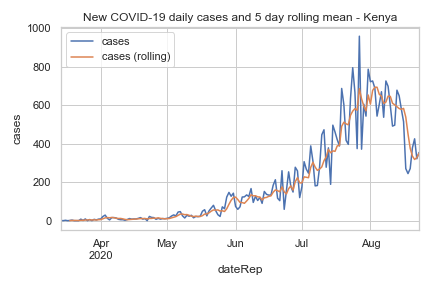 New COVID-19 daily cases and 5 day rolling mean - Kenya
cases
cases (rolling)
1000
800
600
400
200
0
cases
Apr
2020
May
Jun
Jul
Aug
dateRep